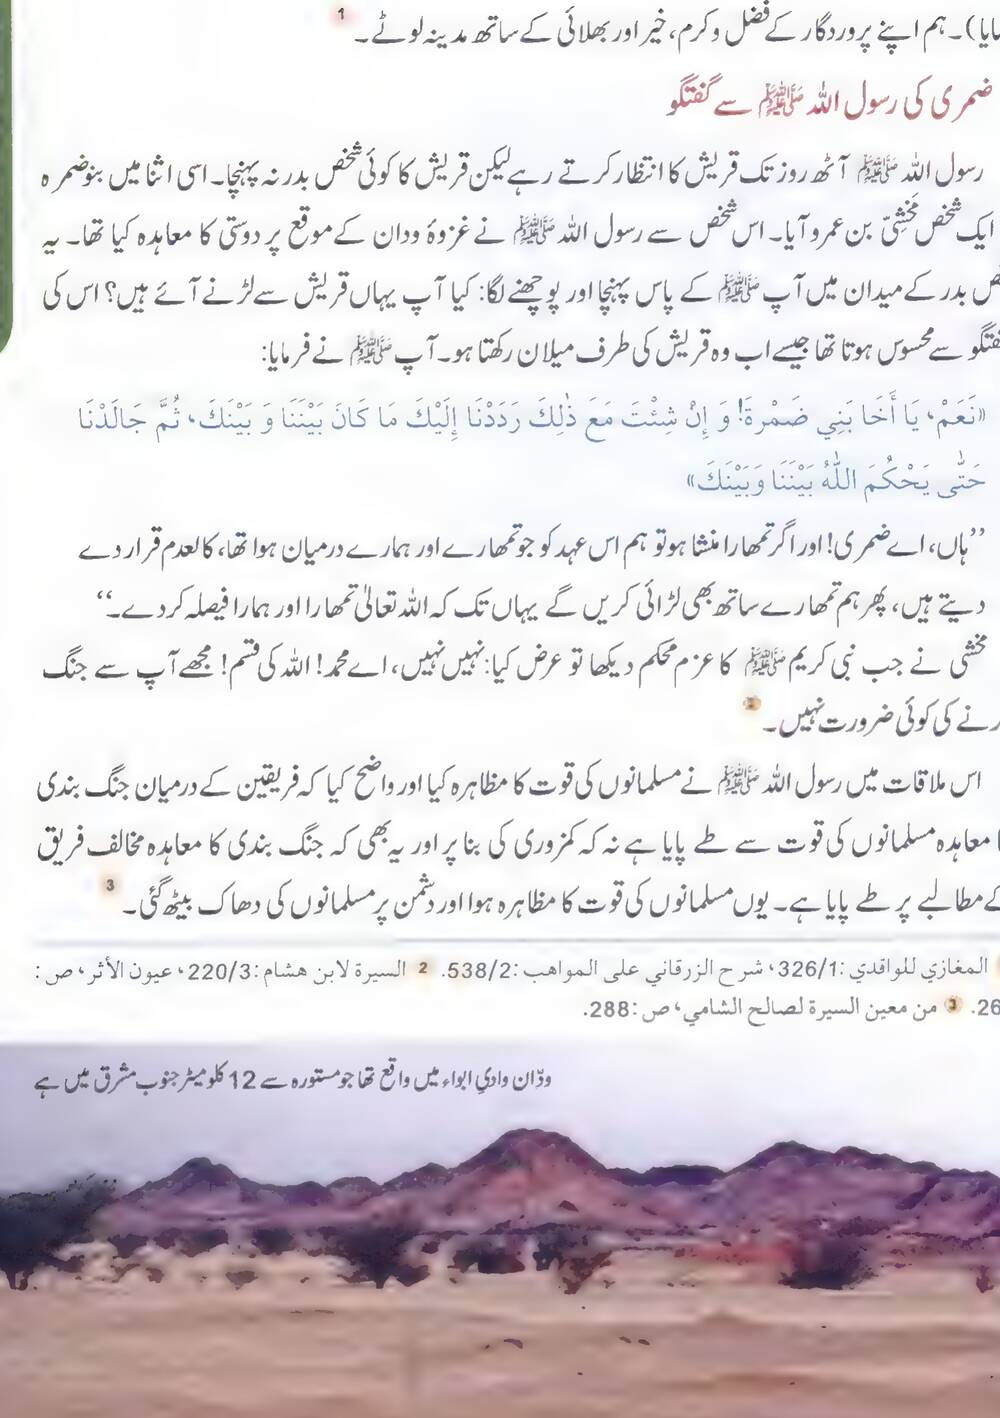 مایا)۔ ہم اپنے پروردگار کے فضل و کرم، خیر اور بھلائی کے ساتھ مدینہ لوٹے۔ 1
ضمری کی رسول اللہ ﷺ سے گفتگو
رسول اللہ ﷺ آٹھ روز تک قریش کا انتظار کرتے رہے لیکن قریش کا کوئی شخص بدر نہ پہنچا۔ اسی اثنا میں بنو ضمرہ
ایک شخص مَخشِیّ بن عمرو آیا۔ اس شخص سے رسول اللہ ﷺ نے غزوۂ ودان کے موقع پر دوستی کا معاہدہ کیا تھا۔ یہ
ص بدر کے میدان میں آپ ﷺ کے پاس پہنچا اور پوچھنے لگا: کیا آپ یہاں قریش سے لڑنے آئے ہیں؟ اس کی
فتگو سے محسوس ہوتا تھا جیسے اب وہ قریش کی طرف میلان رکھتا ہو۔ آپ ﷺ نے فرمایا:
«نَعَمْ، يَا أَخَا بَنِي ضَمْرةَ! وَ إِنْ شِئْتَ مَعَ ذٰلِكَ رَدَدْنَا إِلَيْكَ مَا كَانَ بَيْنَنَا وَ بَيْنَكَ، ثُمَّ جَالَدْنَا
حَتّٰى يَحْكُمَ اللّٰهُ بَيْنَنَا وَبَيْنَكَ»
’’ہاں، اے ضمری! اور اگر تمھارا منشا ہو تو ہم اس عہد کو جو تمھارے اور ہمارے درمیان ہوا تھا، کالعدم قرار دے
دیتے ہیں، پھر ہم تمھارے ساتھ بھی لڑائی کریں گے یہاں تک کہ اللہ تعالیٰ تمھارا اور ہمارا فیصلہ کر دے۔‘‘
مخشی نے جب نبی کریم ﷺ کا عزم محکم دیکھا تو عرض کیا: نہیں نہیں، اے محمد! اللہ کی قسم! مجھے آپ سے جنگ
رنے کی کوئی ضرورت نہیں۔ 2
اس ملاقات میں رسول اللہ ﷺ نے مسلمانوں کی قوت کا مظاہرہ کیا اور واضح کیا کہ فریقین کے درمیان جنگ بندی
ا معاہدہ مسلمانوں کی قوت سے طے پایا ہے نہ کہ کمزوری کی بنا پر اور یہ بھی کہ جنگ بندی کا معاہدہ مخالف فریق
کے مطالبے پر طے پایا ہے۔ یوں مسلمانوں کی قوت کا مظاہرہ ہوا اور دشمن پر مسلمانوں کی دھاک بیٹھ گئی۔ 3
المغازي للواقدي: 326/1، شرح الزرقاني على المواهب: 538/2. 2 السيرة لابن هشام: 220/3، عيون الأثر، ص:
26. 3 من معين السيرة لصالح الشامي، ص: 288.
ودّان وادیِ ابواء میں واقع تھا جو مستورہ سے 12 کلومیٹر جنوب مشرق میں ہے